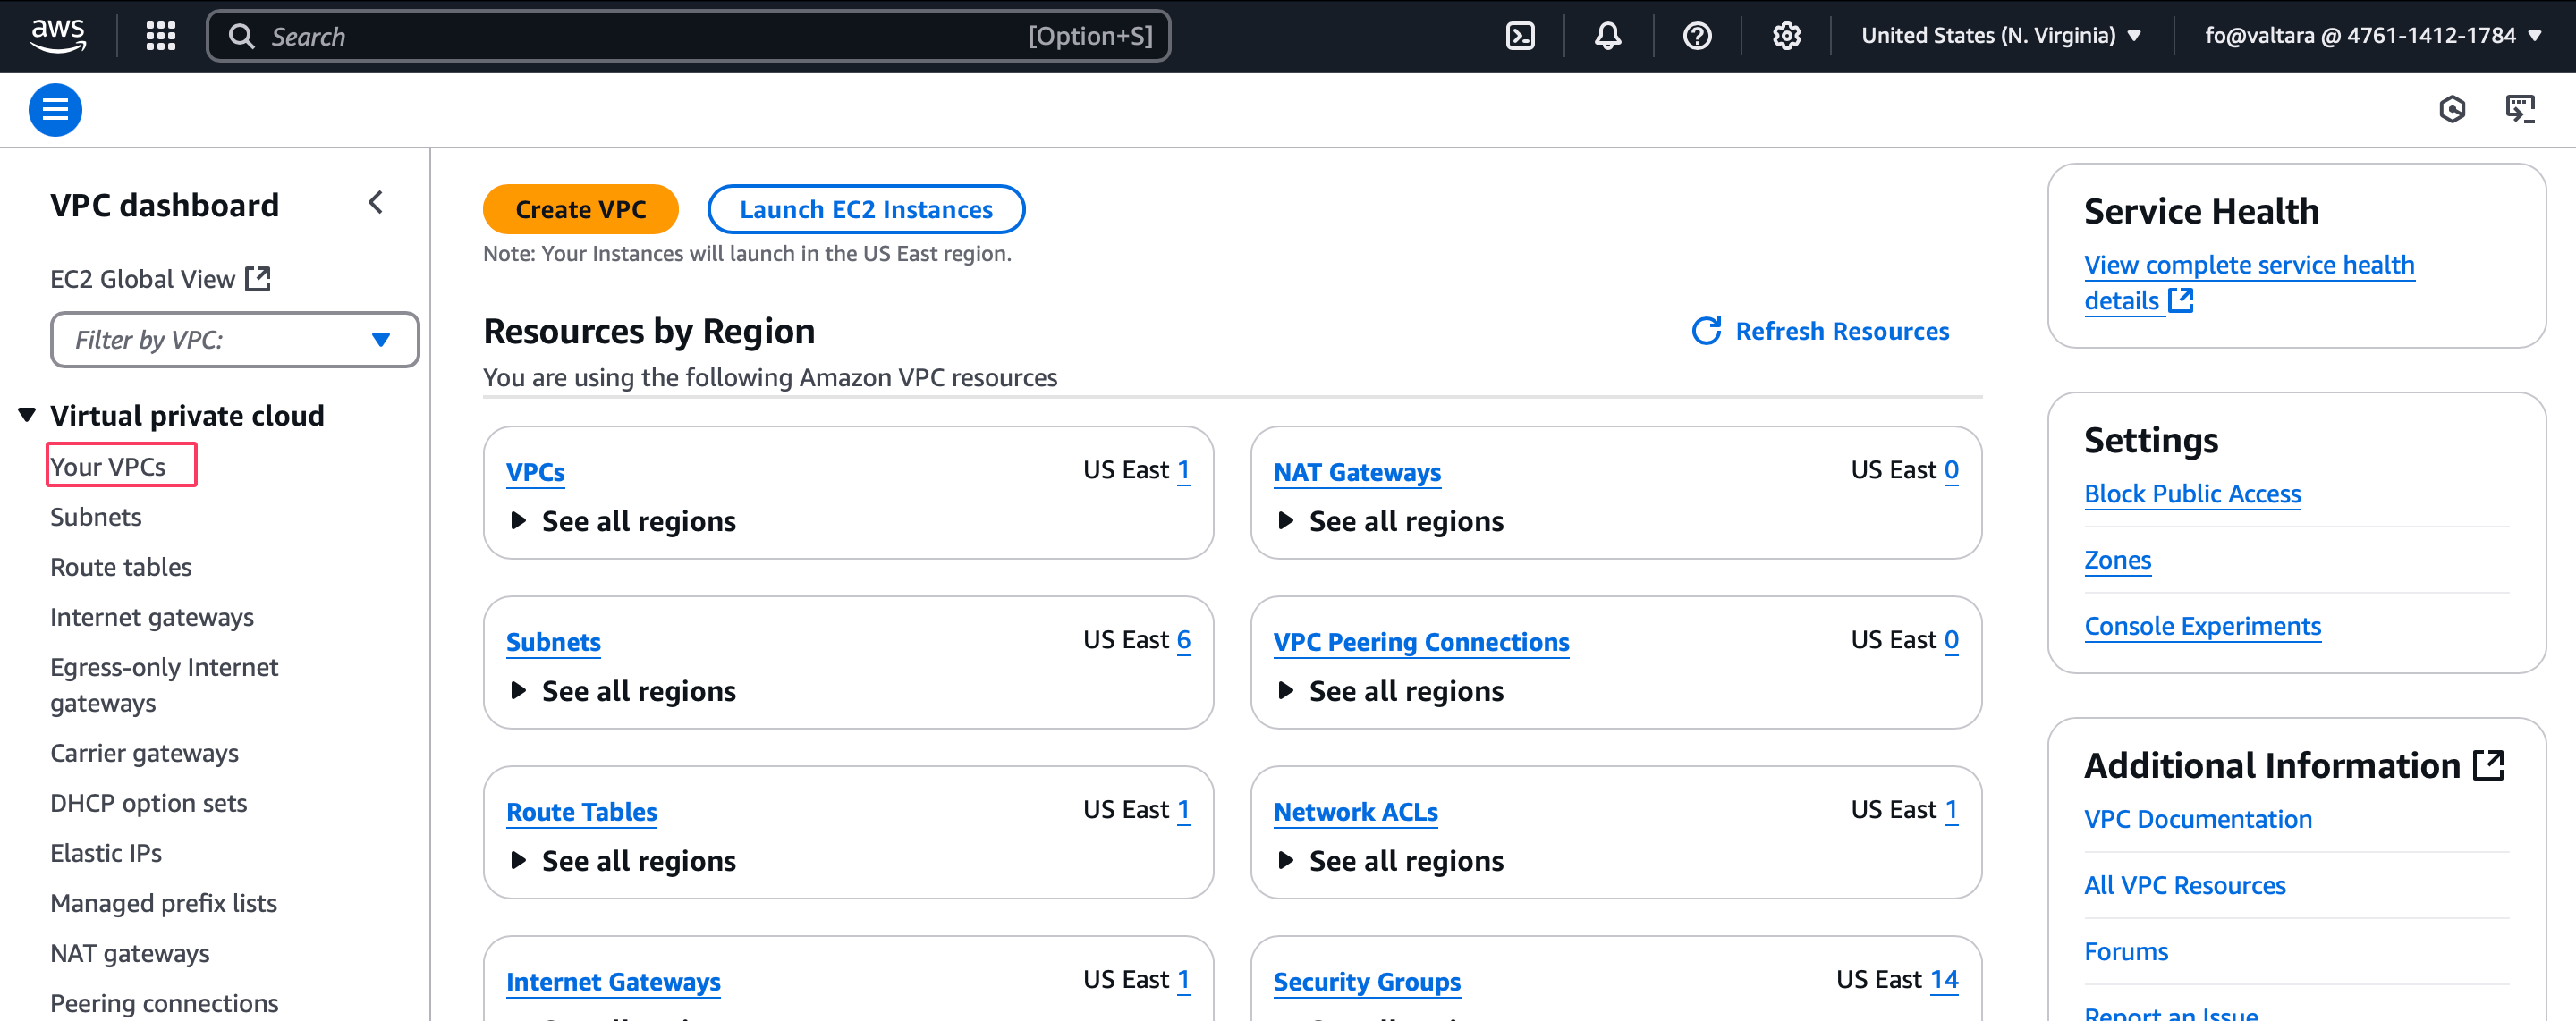 aws
Search
[Option+S]
United States (N. Virginia)
fo@valtara @ 4761-1412-1784
VPC dashboard
EC2 Global View
Filter by VPC:
Virtual private cloud
Your VPCs
Subnets
Route tables
Internet gateways
Egress-only Internet
gateways
Carrier gateways
DHCP option sets
Elastic IPs
Managed prefix lists
NAT gateways
Peering connections
Create VPC
Launch EC2 Instances
Note: Your Instances will launch in the US East region.
Resources by Region
Refresh Resources
You are using the following Amazon VPC resources
VPCs
US East 1
See all regions
NAT Gateways
US East 0
See all regions
Subnets
US East 6
See all regions
VPC Peering Connections
US East 0
See all regions
Route Tables
US East 1
See all regions
Network ACLs
US East 1
See all regions
Internet Gateways
US East 1
Security Groups
US East 14
Service Health
View complete service health
details
Settings
Block Public Access
Zones
Console Experiments
Additional Information
VPC Documentation
All VPC Resources
Forums
Report an Issue